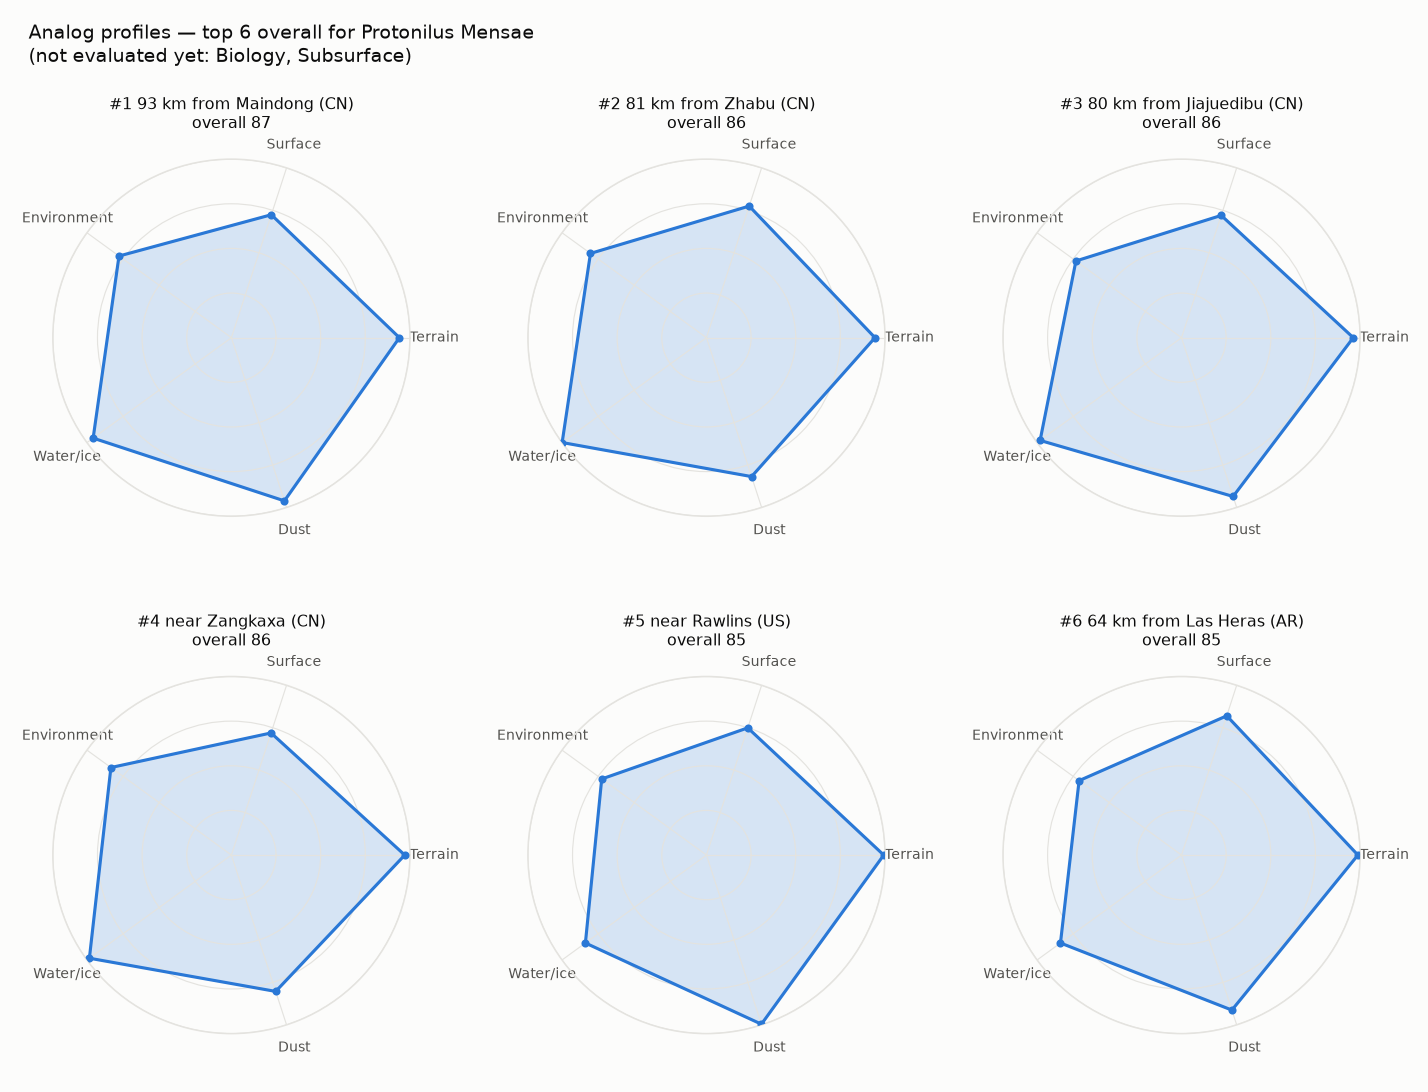 Analog profiles — top 6 overall for Protonilus Mensae
(not evaluated yet: Biology, Subsurface)
#1 93 km from Maindong (CN)
overall 87
Surface
Environment
Terrain
Water/ice
Dust
#2 81 km from Zhabu (CN)
overall 86
Surface
Environment
Terrain
Water/ice
Dust
#3 80 km from Jiajuedibu (CN)
overall 86
Surface
Environment
Terrain
Water/ice
Dust
#4 near Zangkaxa (CN)
overall 86
Surface
Environment
Terrain
Water/ice
Dust
#5 near Rawlins (US)
overall 85
Surface
Environment
Terrain
Water/ice
Dust
#6 64 km from Las Heras (AR)
overall 85
Surface
Environment
Terrain
Water/ice
Dust